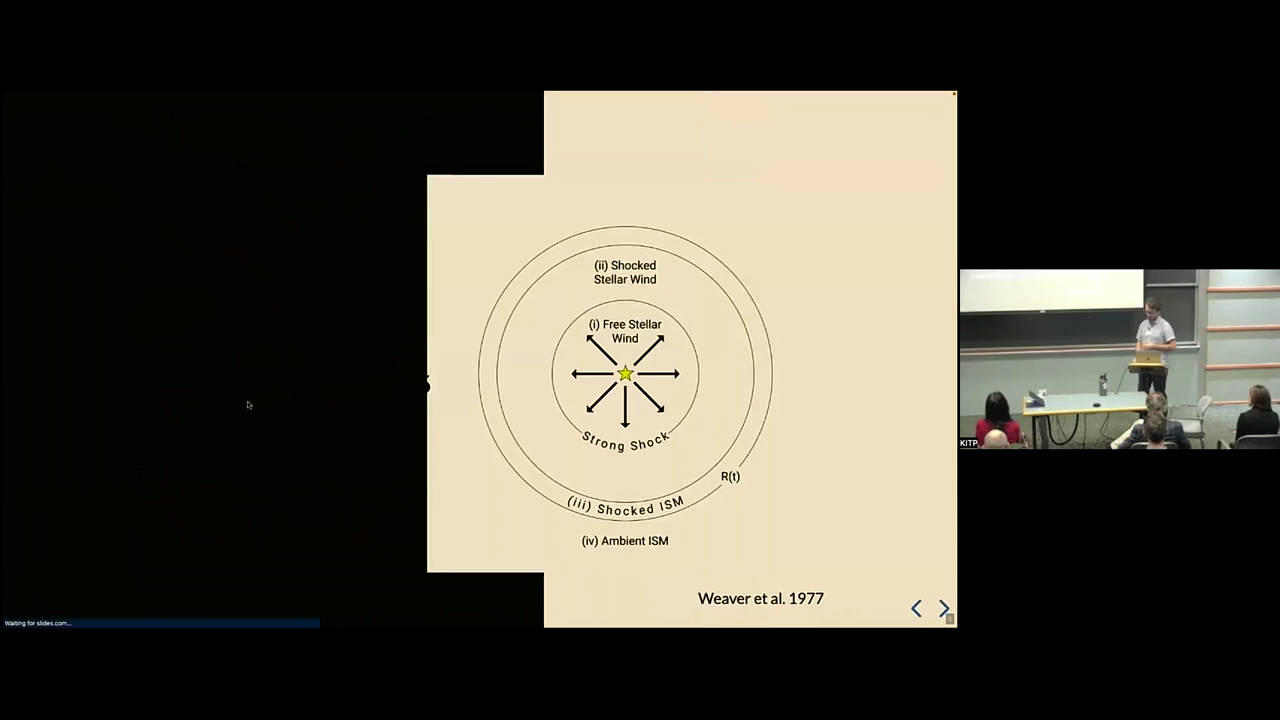 (ii) Shocked
Stellar Wind
(i) Free Stellar
Wind
Strong Shock
R(t)
(iii) Shocked ISM
(iv) Ambient ISM
Weaver et al. 1977
Waiting for slides.com...
KITP